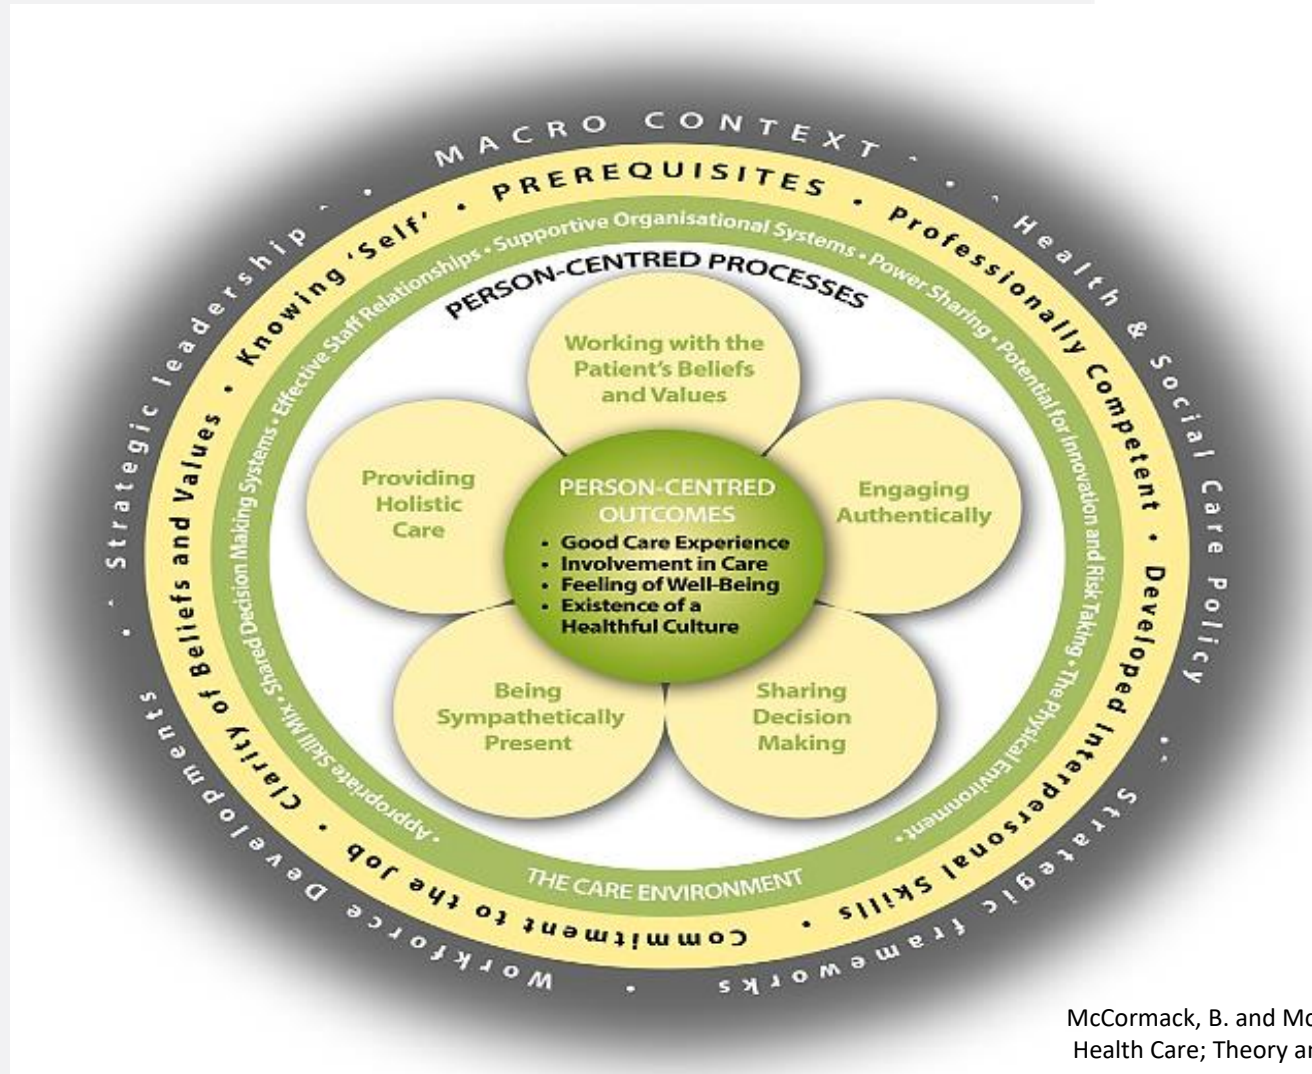 MACRO CONTEXT
Health & Social Care Policy
Strategic frameworks
Workforce Developments
Strategic leadership
PREREQUISITES • Professionally Competent • Developed Interpersonal Skills • Commitment to the Job • Clarity of Beliefs and Values • Knowing 'Self' •
THE CARE ENVIRONMENT
• Appropriate Skill Mix • Shared Decision Making Systems • Effective Staff Relationships • Supportive Organisational Systems • Power Sharing • Potential for Innovation and Risk Taking • The Physical Environment •
PERSON-CENTRED PROCESSES
Working with the
Patient's Beliefs
and Values
Engaging
Authentically
Sharing
Decision
Making
Being
Sympathetically
Present
Providing
Holistic
Care
PERSON-CENTRED
OUTCOMES
• Good Care Experience
• Involvement in Care
• Feeling of Well-Being
• Existence of a
Healthful Culture
McCormack, B. and
Health Care; Theory